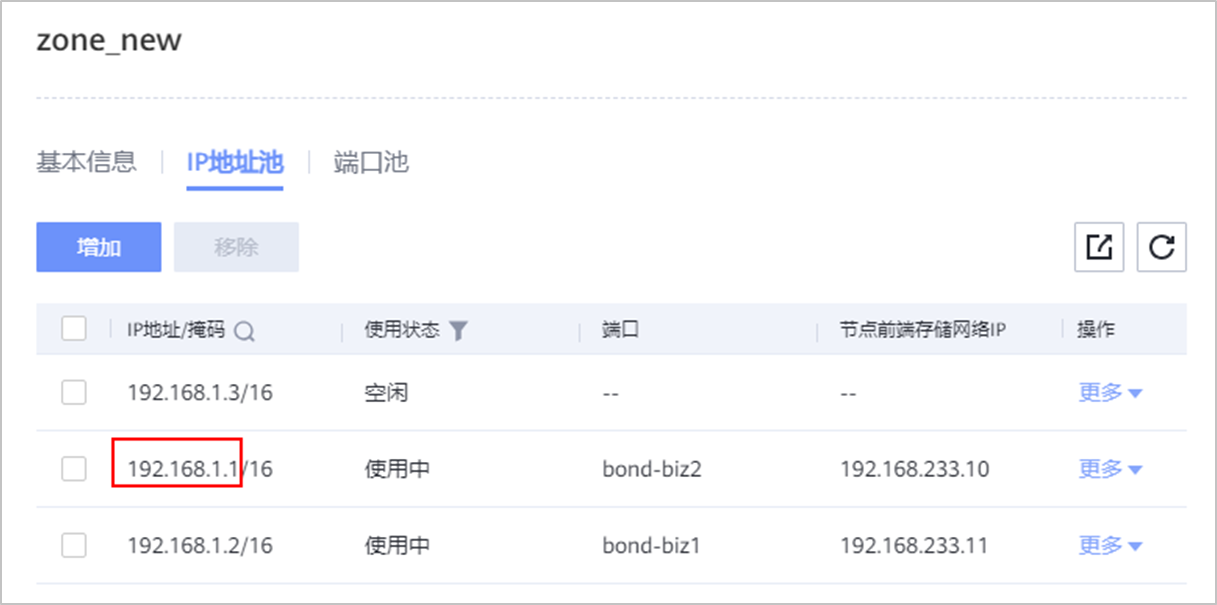 zone_new
基本信息 IP地址池 端口池
增加 移除
IP地址/掩码 使用状态 端口 节点前端存储网络IP 操作
192.168.1.3/16 空闲 -- -- 更多
192.168.1.1/16 使用中 bond-biz2 192.168.233.10 更多
192.168.1.2/16 使用中 bond-biz1 192.168.233.11 更多